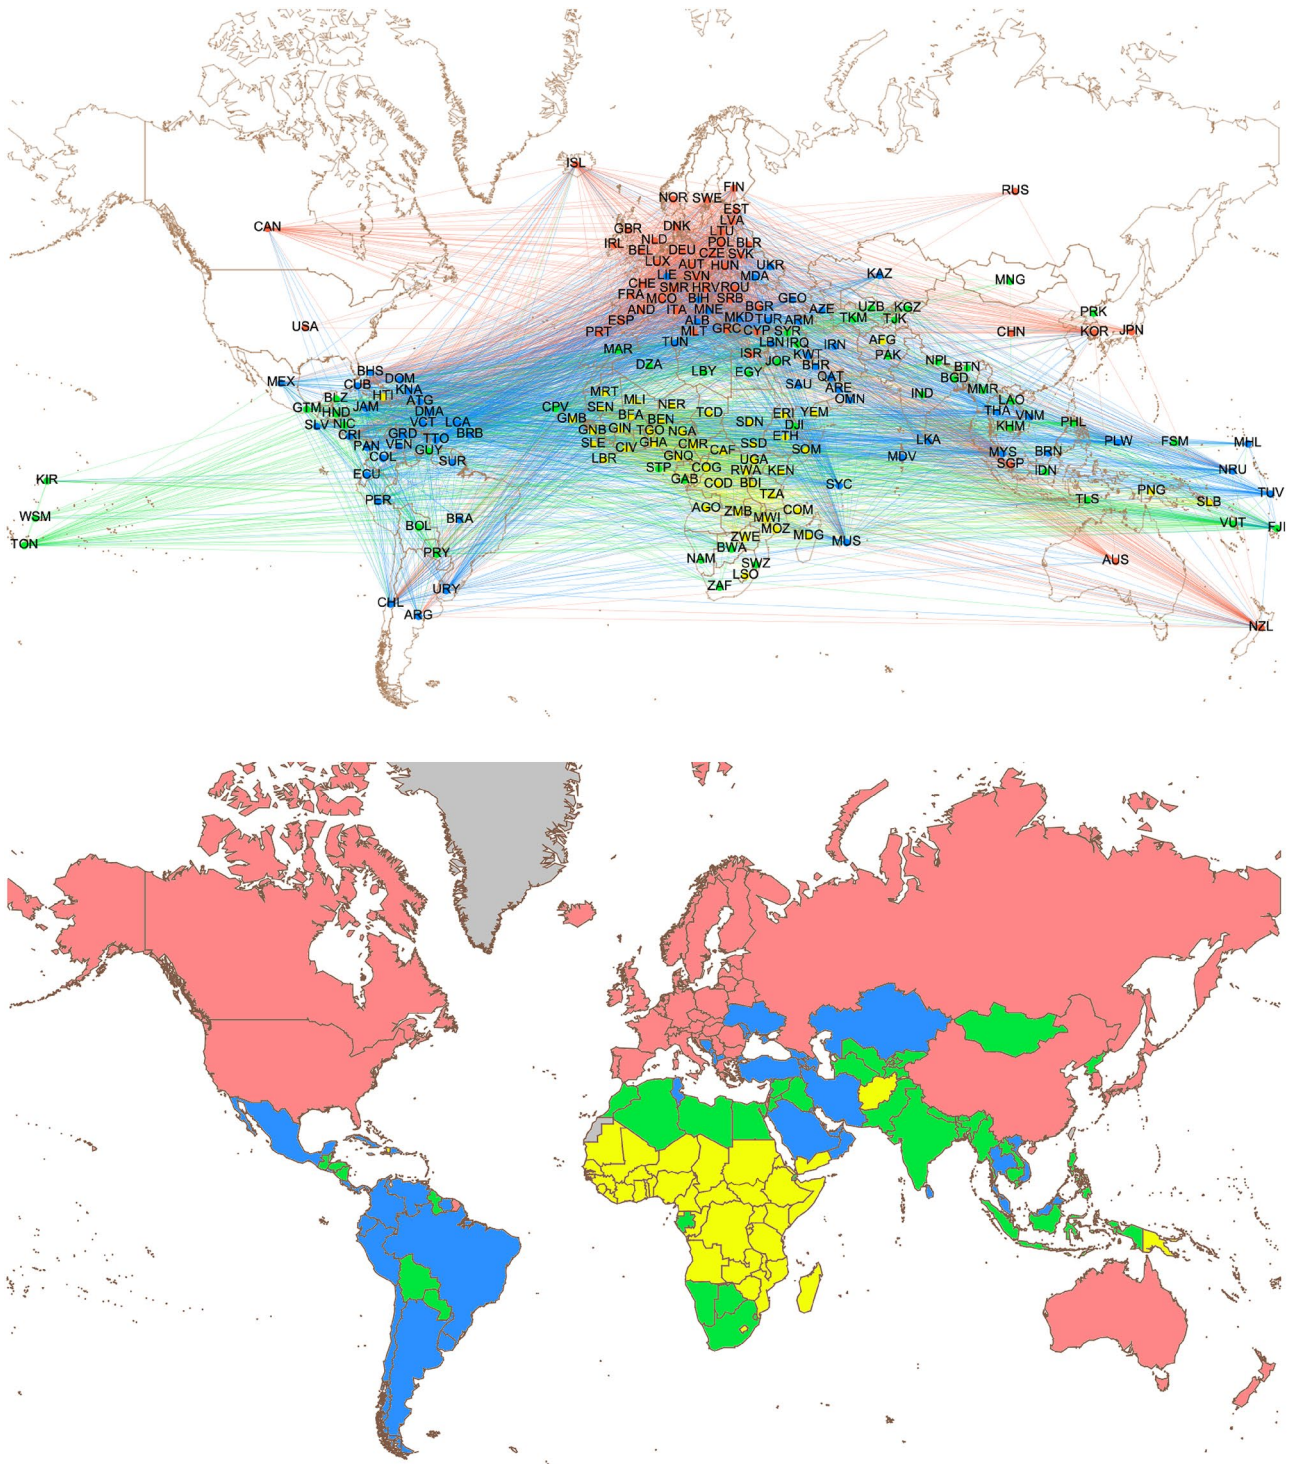 ISL
FIN
RUS
NOR SWE
EST
CAN
GBR DNK LVA
LTU
IRL NLD POL BLR
BEL DEU CZE SVK
LUX AUT HUN UKR
LIE SVN MDA KAZ
CHE SMR HRV ROU
MNG
FRA MCO BIH SRB GEO
AND ITA MNE BGR AZE UZB KGZ PRK
ESP ALB MKD TUR ARM TKM TJK
USA PRT MLT GRC CYP SYR CHN KOR JPN
TUN LBN IRQ IRN AFG
MAR ISR KWT PAK
DZA LBY EGY JOR BHR NPL BTN
BHS QAT BGD
MEX CUB DOM SAU ARE MMR
BLZ HTI KNA MRT OMN IND LAO
GTM HND JAM ATG CPV SEN MLI NER
SLV NIC DMA GMB BFA BEN TCD SDN ERI YEM THA VNM
VCT LCA GNB GIN TGO NGA DJI KHM PHL
CRI GRD TTO BRB SLE CIV GHA ETH LKA PLW FSM MHL
PAN VEN GUY CMR CAF SSD SOM
COL SUR LBR GNQ UGA MDV MYS BRN
ECU STP COG RWA KEN SGP IDN NRU
KIR GAB COD BDI SYC
PER TZA TLS PNG SLB TUV
WSM BRA AGO ZMB MWI COM
BOL MOZ VUT FJI
TON ZWE MDG MUS
PRY BWA
NAM SWZ AUS
LSO
URY ZAF
CHL
ARG NZL